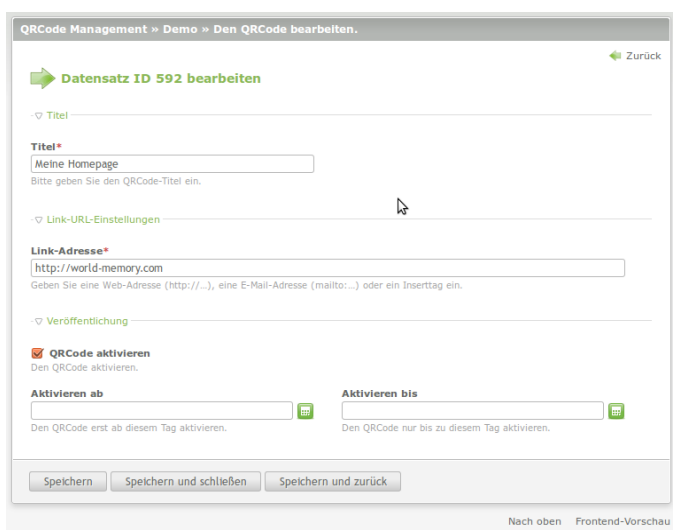 QRCode Management » Demo » Den QRCode bearbeiten.
Zurück
Datensatz ID 592 bearbeiten
Titel
Titel*
Meine Homepage
Bitte geben Sie den QRCode-Titel ein.
Link-URL-Einstellungen
Link-Adresse*
http://world-memory.com
Geben Sie eine Web-Adresse (http://…), eine E-Mail-Adresse (mailto:…) oder ein Inserttag ein.
Veröffentlichung
QRCode aktivieren
Den QRCode aktivieren.
Aktivieren ab Aktivieren bis
Den QRCode erst ab diesem Tag aktivieren. Den QRCode nur bis zu diesem Tag aktivieren.
Speichern Speichern und schließen Speichern und zurück
Nach oben Frontend-Vorschau